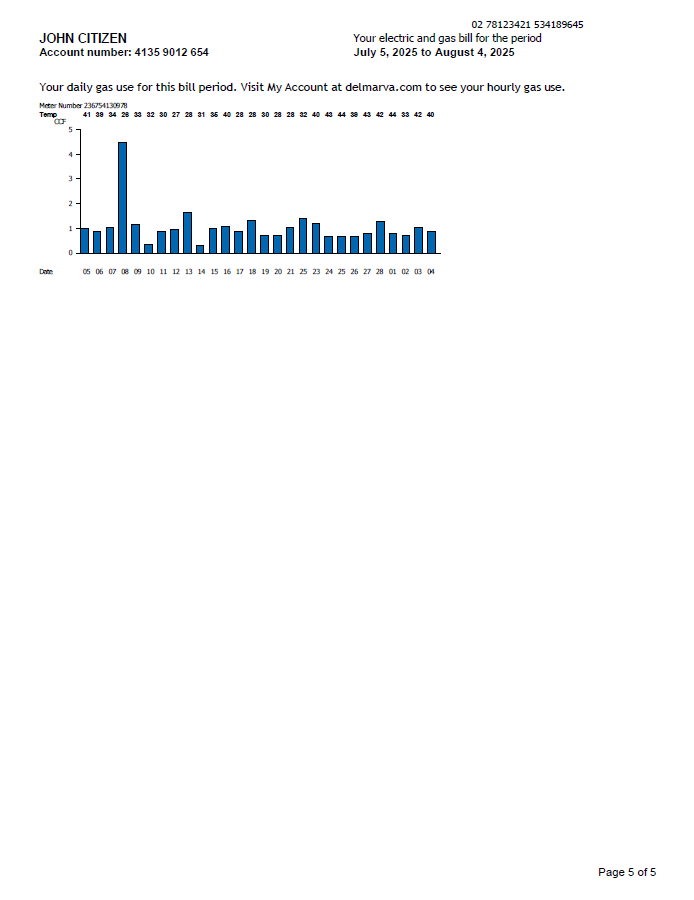 02 78123421 534189645
JOHN CITIZEN
Your electric and gas bill for the period
Account number: 4135 9012 654
July 5, 2025 to August 4, 2025
Your daily gas use for this bill period. Visit My Account at delmarva.com to see your hourly gas use.
Meter Number 236754130978
Temp 41 39 34 26 33 32 30 27 28 31 35 40 28 28 30 28 28 32 40 43 44 39 43 42 44 33 42 40
CCF
5
4
3
2
1
0
Date 05 06 07 08 09 10 11 12 13 14 15 16 17 18 19 20 21 25 23 24 25 26 27 28 01 02 03 04
Page 5 of 5